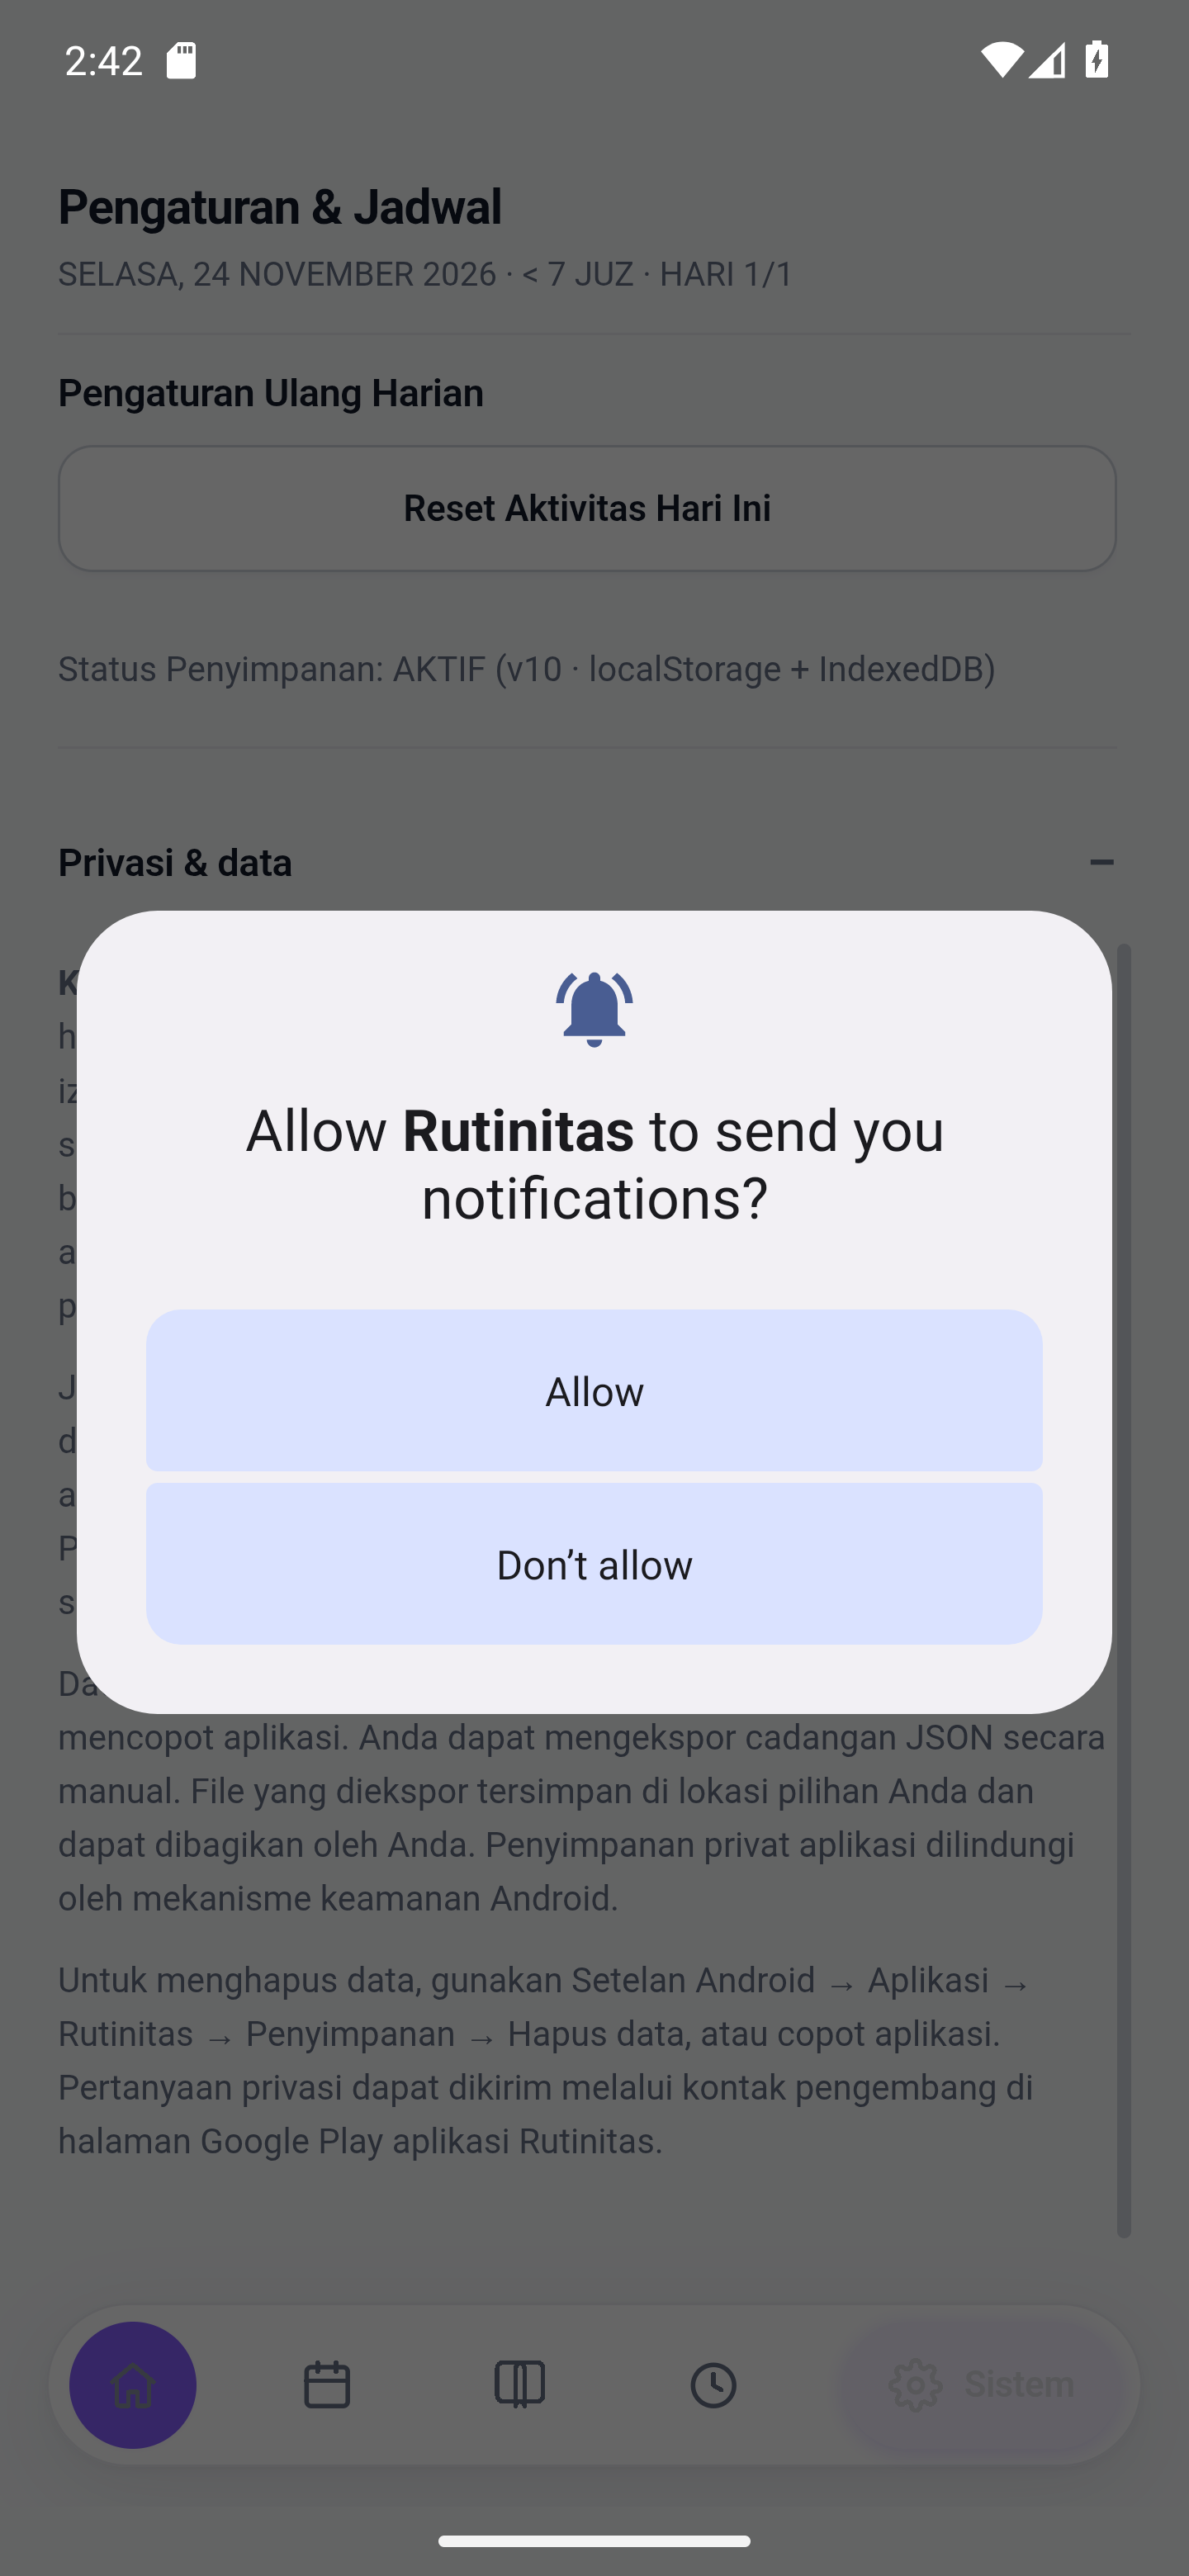 2:42
Pengaturan & Jadwal
SELASA, 24 NOVEMBER 2026 · < 7 JUZ · HARI 1/1
Pengaturan Ulang Harian
Reset Aktivitas Hari Ini
Status Penyimpanan: AKTIF (v10 · localStorage + IndexedDB)
Privasi & data
Allow Rutinitas to send you
notifications?
Allow
Don’t allow
mencopot aplikasi. Anda dapat mengekspor cadangan JSON secara
manual. File yang diekspor tersimpan di lokasi pilihan Anda dan
dapat dibagikan oleh Anda. Penyimpanan privat aplikasi dilindungi
oleh mekanisme keamanan Android.
Untuk menghapus data, gunakan Setelan Android → Aplikasi →
Rutinitas → Penyimpanan → Hapus data, atau copot aplikasi.
Pertanyaan privasi dapat dikirim melalui kontak pengembang di
halaman Google Play aplikasi Rutinitas.
Sistem